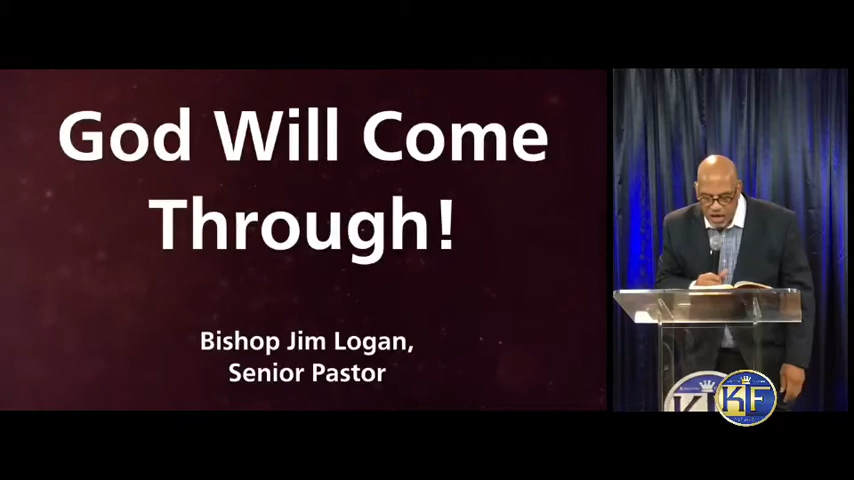 God Will Come
Through!
Bishop Jim Logan,
Senior Pastor
KF